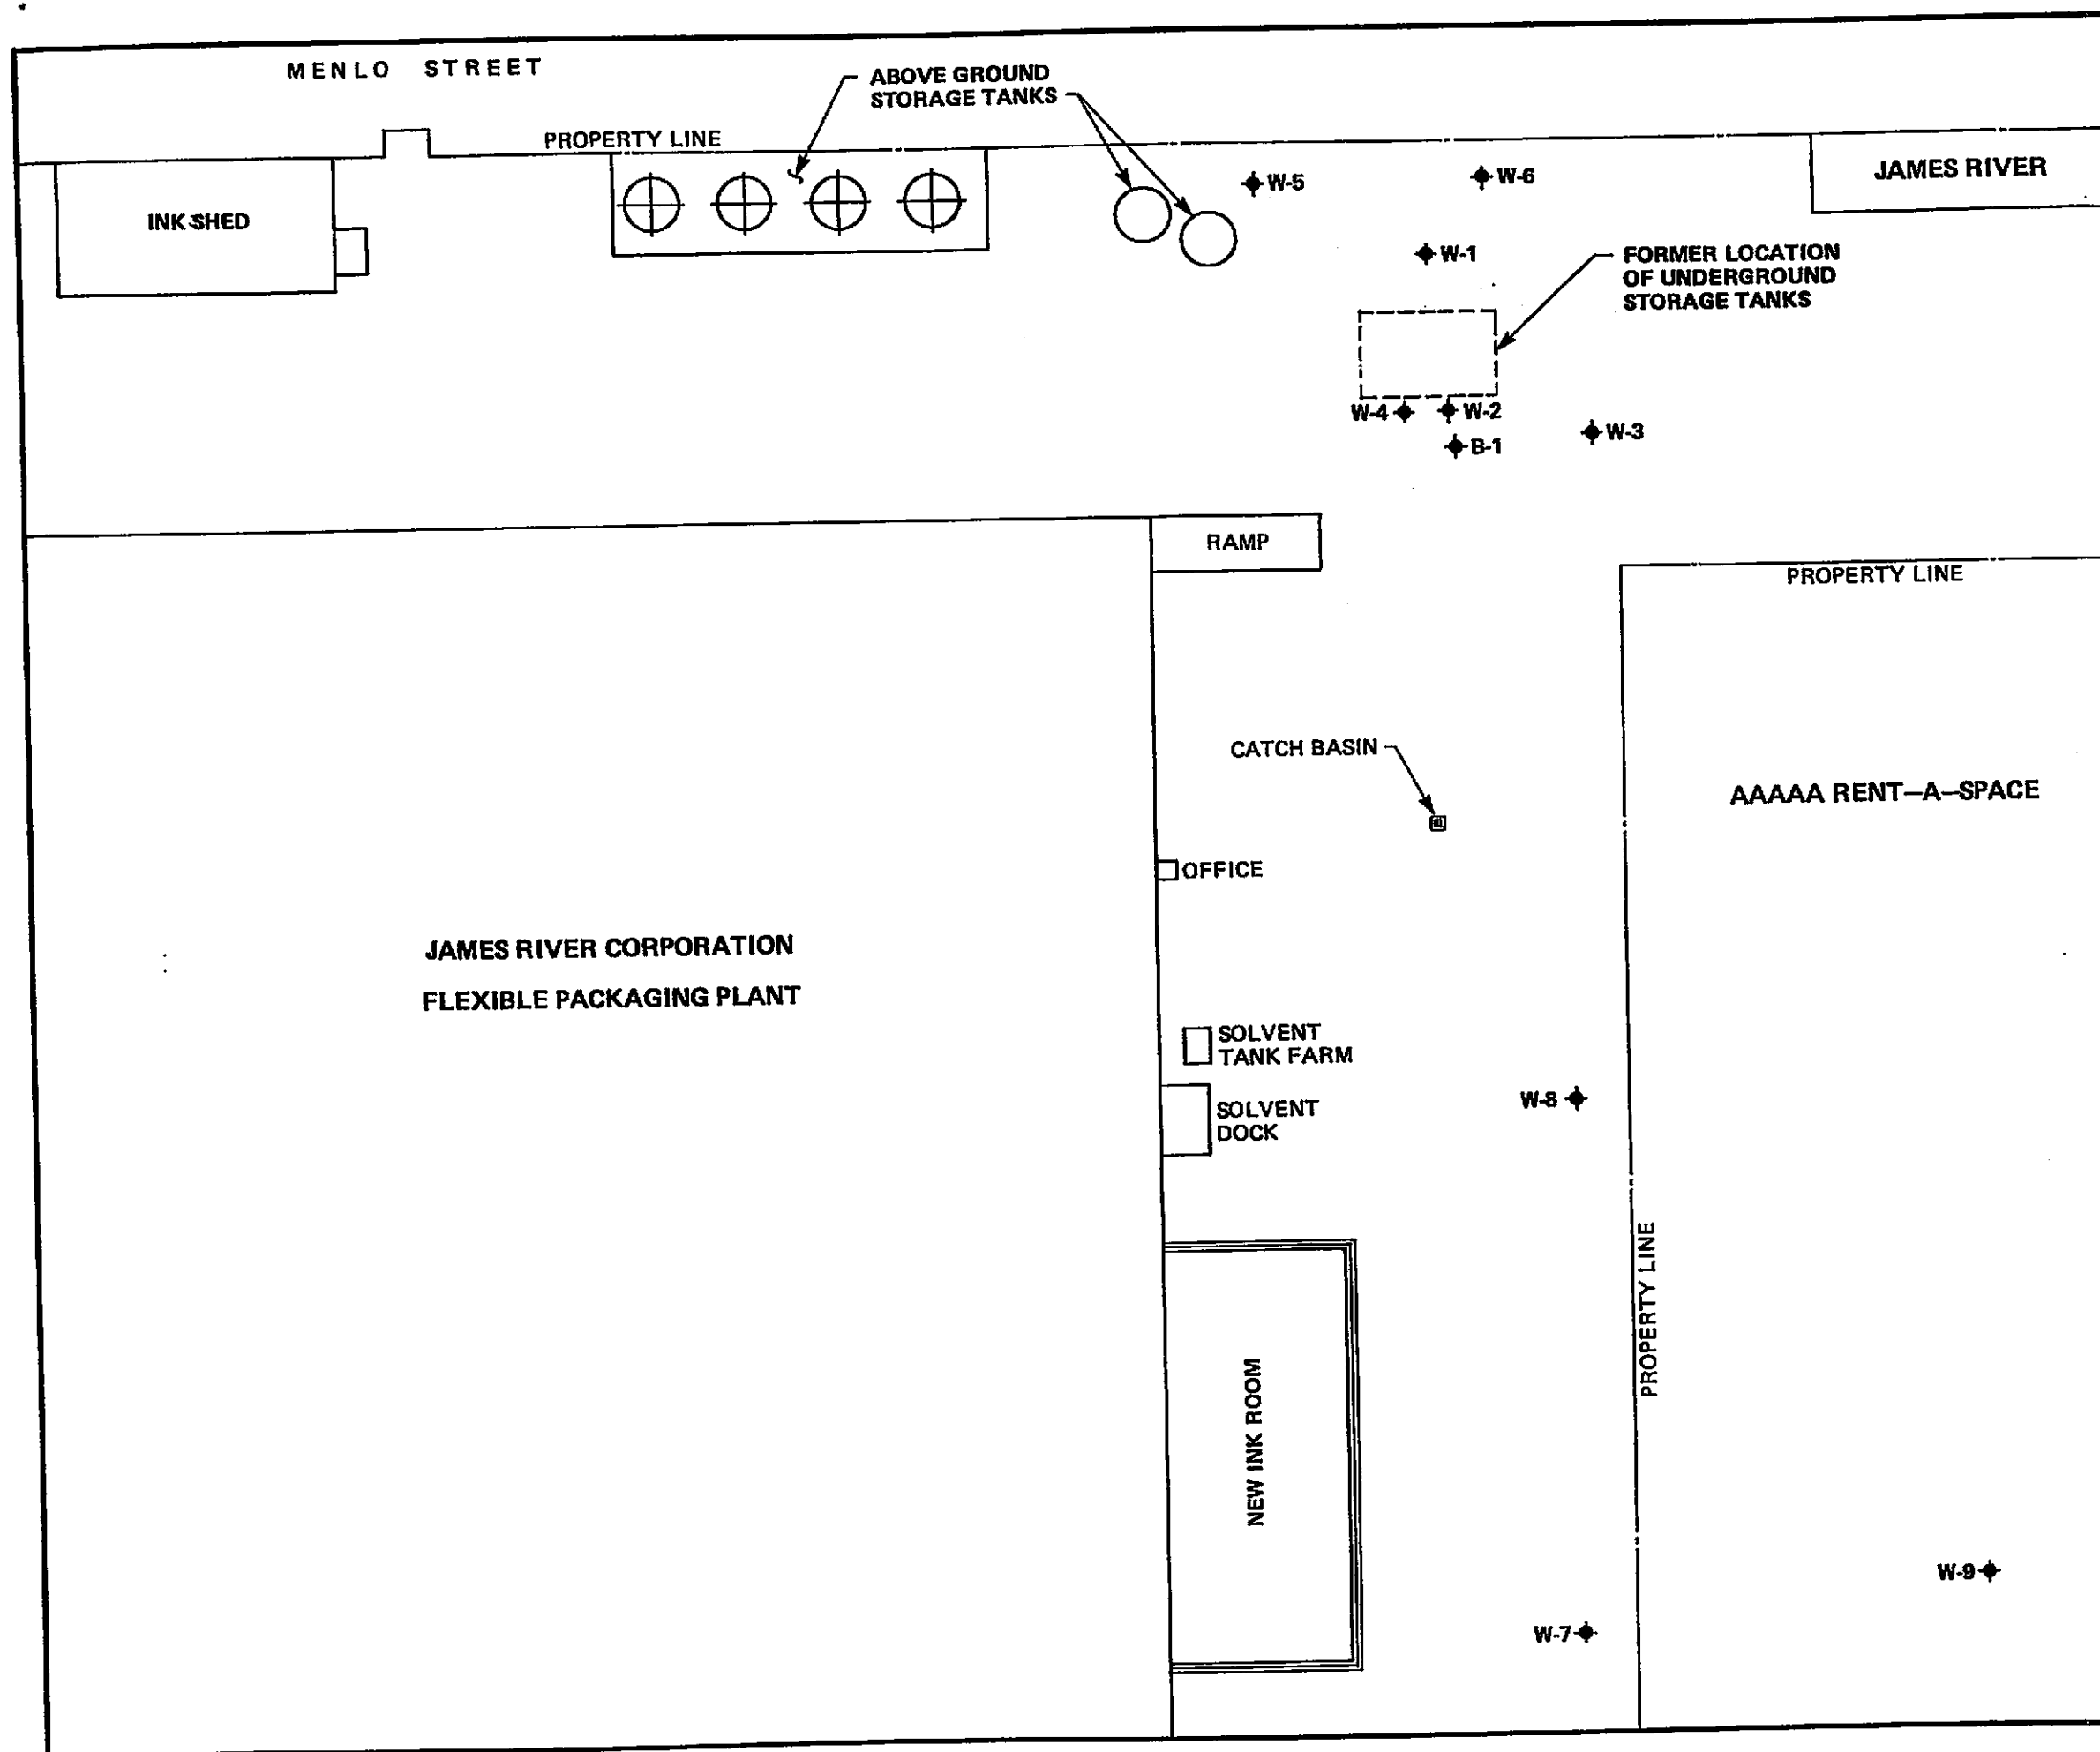 MENLO STREET
ABOVE GROUND
STORAGE TANKS
PROPERTY LINE
JAMES RIVER
W-5
W-6
INK SHED
W-1
FORMER LOCATION
OF UNDERGROUND
STORAGE TANKS
W-4
W-2
W-3
B-1
RAMP
PROPERTY LINE
CATCH BASIN
AAAAA RENT-A-SPACE
OFFICE
JAMES RIVER CORPORATION
FLEXIBLE PACKAGING PLANT
SOLVENT
TANK FARM
W-8
SOLVENT
DOCK
PROPERTY LINE
NEW INK ROOM
W-9
W-7